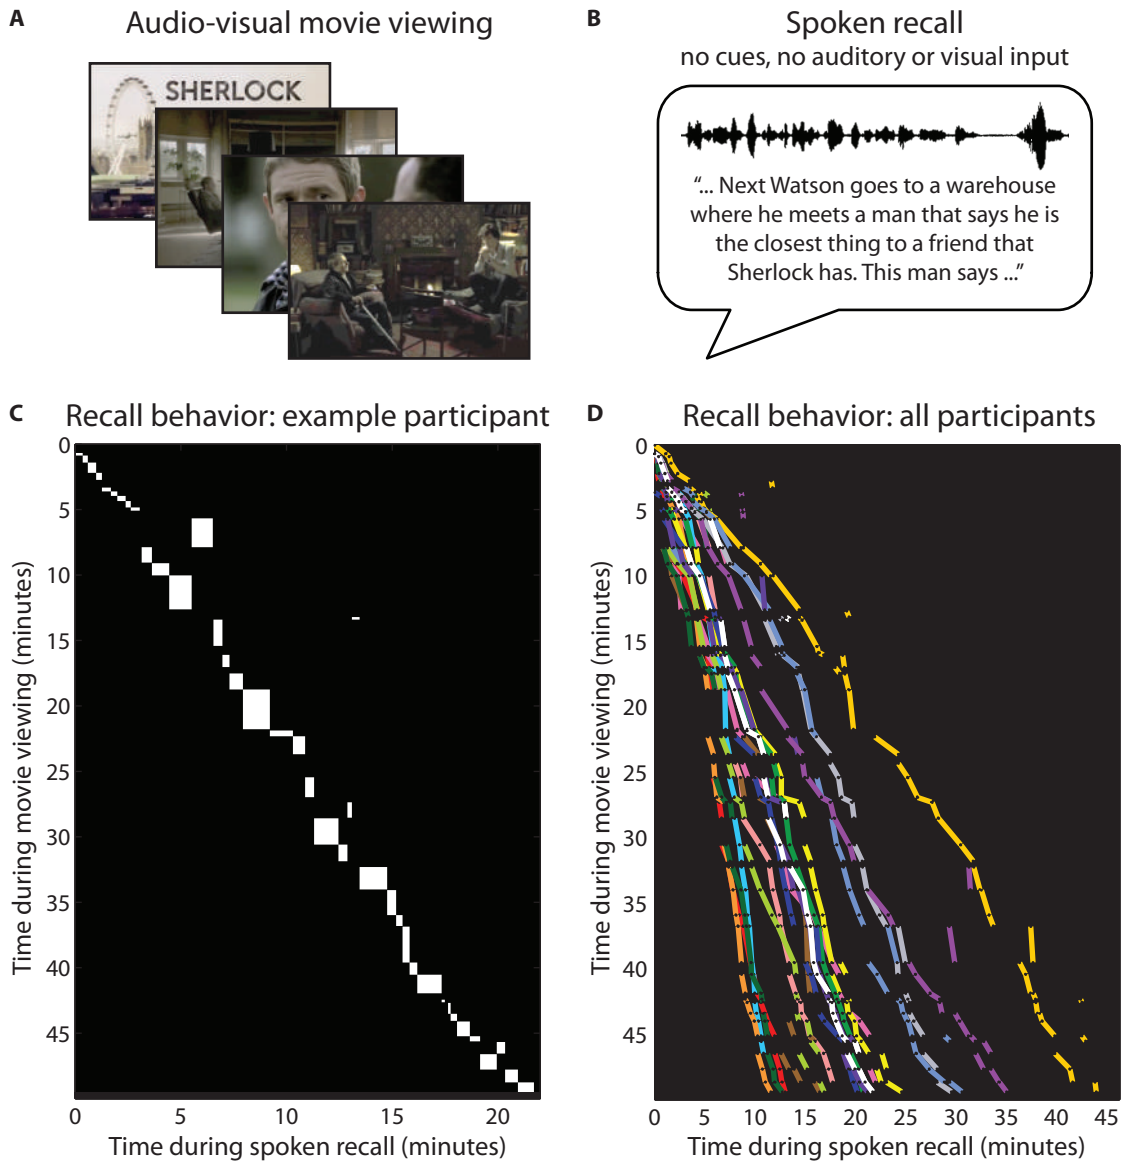 A
Audio-visual movie viewing
SHERLOCK
B
Spoken recall
no cues, no auditory or visual input
“... Next Watson goes to a warehouse
where he meets a man that says he is
the closest thing to a friend that
Sherlock has. This man says ...”
C
Recall behavior: example participant
0
5
10
15
20
25
30
35
40
45
Time during movie viewing (minutes)
5
10
15
20
Time during spoken recall (minutes)
D
Recall behavior: all participants
0
5
10
15
20
25
30
35
40
45
Time during movie viewing (minutes)
0 5 10 15 20 25 30 35 40 45
Time during spoken recall (minutes)